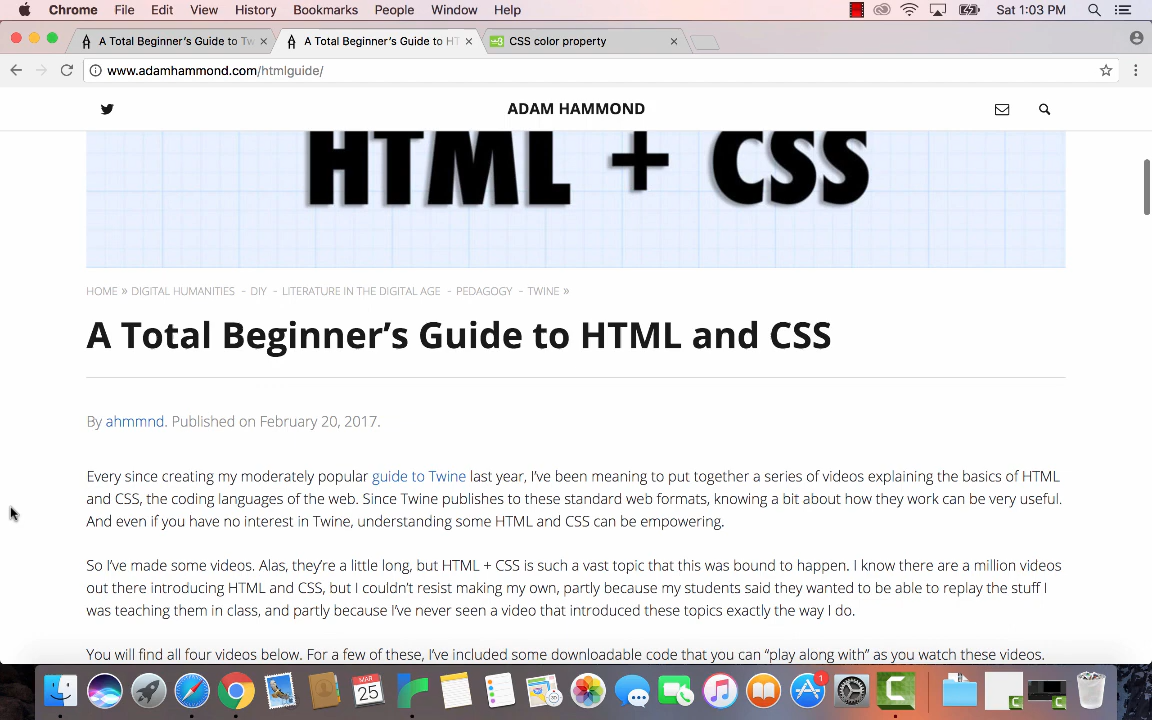 Chrome File Edit View History Bookmarks People Window Help Sat 1:03 PM
A Total Beginner's Guide to Tw
A Total Beginner's Guide to HT
CSS color property
www.adamhammond.com/htmlguide/
ADAM HAMMOND
HTML + CSS
HOME » DIGITAL HUMANITIES - DIY - LITERATURE IN THE DIGITAL AGE - PEDAGOGY - TWINE »
A Total Beginner's Guide to HTML and CSS
By ahmmnd. Published on February 20, 2017.
Every since creating my moderately popular guide to Twine last year, I've been meaning to put together a series of videos explaining the basics of HTML
and CSS, the coding languages of the web. Since Twine publishes to these standard web formats, knowing a bit about how they work can be very useful.
And even if you have no interest in Twine, understanding some HTML and CSS can be empowering.
So I've made some videos. Alas, they're a little long, but HTML + CSS is such a vast topic that this was bound to happen. I know there are a million videos
out there introducing HTML and CSS, but I couldn't resist making my own, partly because my students said they wanted to be able to replay the stuff I
was teaching them in class, and partly because I've never seen a video that introduced these topics exactly the way I do.
You will find all four videos below. For a few of these, I've included some downloadable code that you can "play along with" as you watch these videos.
MAR
25
1